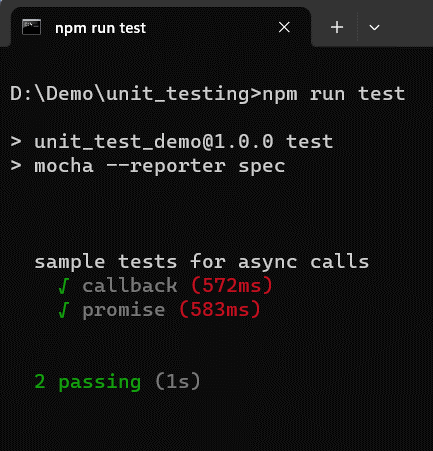 npm run test
D:\Demo\unit_testing>npm run test
> unit_test_demo@1.0.0 test
> mocha --reporter spec
sample tests for async calls
√ callback (572ms)
√ promise (583ms)
2 passing (1s)